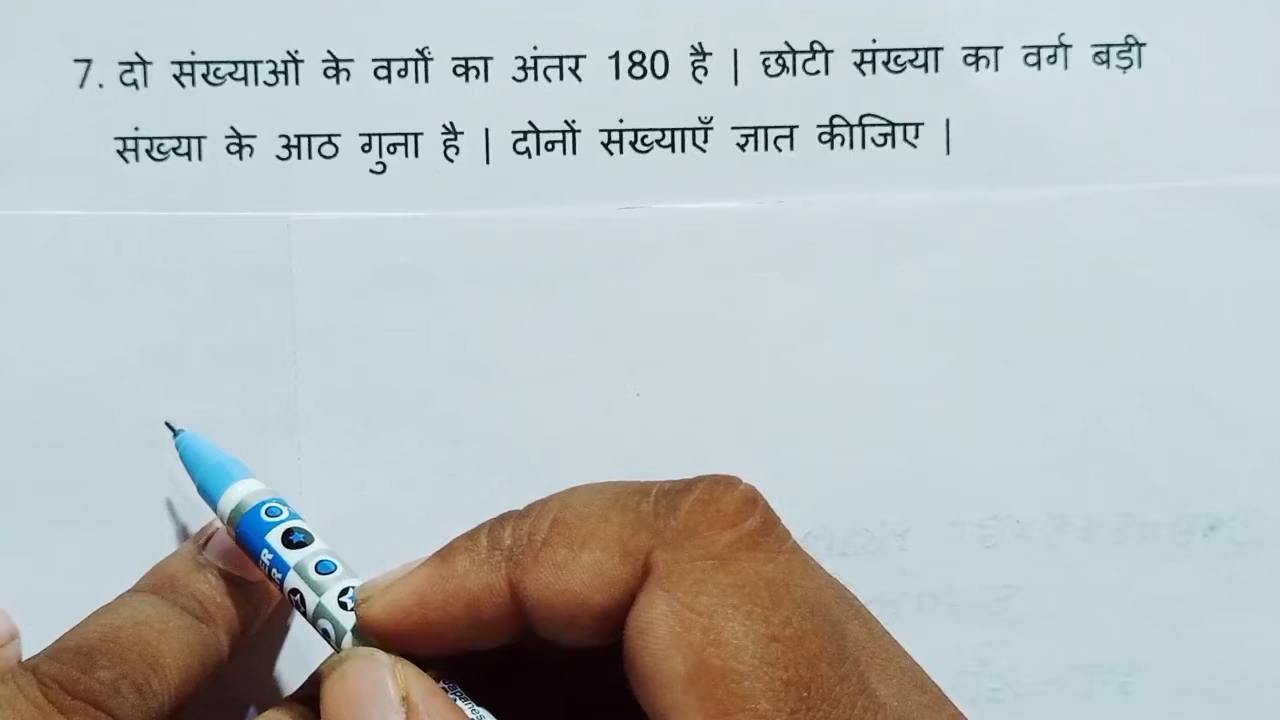 7. दो संख्याओं के वर्गों का अंतर 180 है | छोटी संख्या का वर्ग बड़ी
संख्या के आठ गुना है | दोनों संख्याएँ ज्ञात कीजिए |